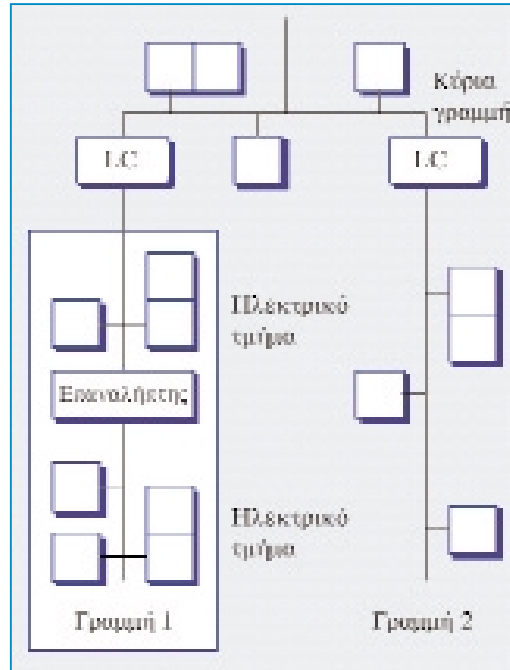 Κύρια
γραμμή
LC
LC
Ηλεκτρικό
τμήμα
Επαναλήπτης
Ηλεκτρικό
τμήμα
Γραμμή 1
Γραμμή 2